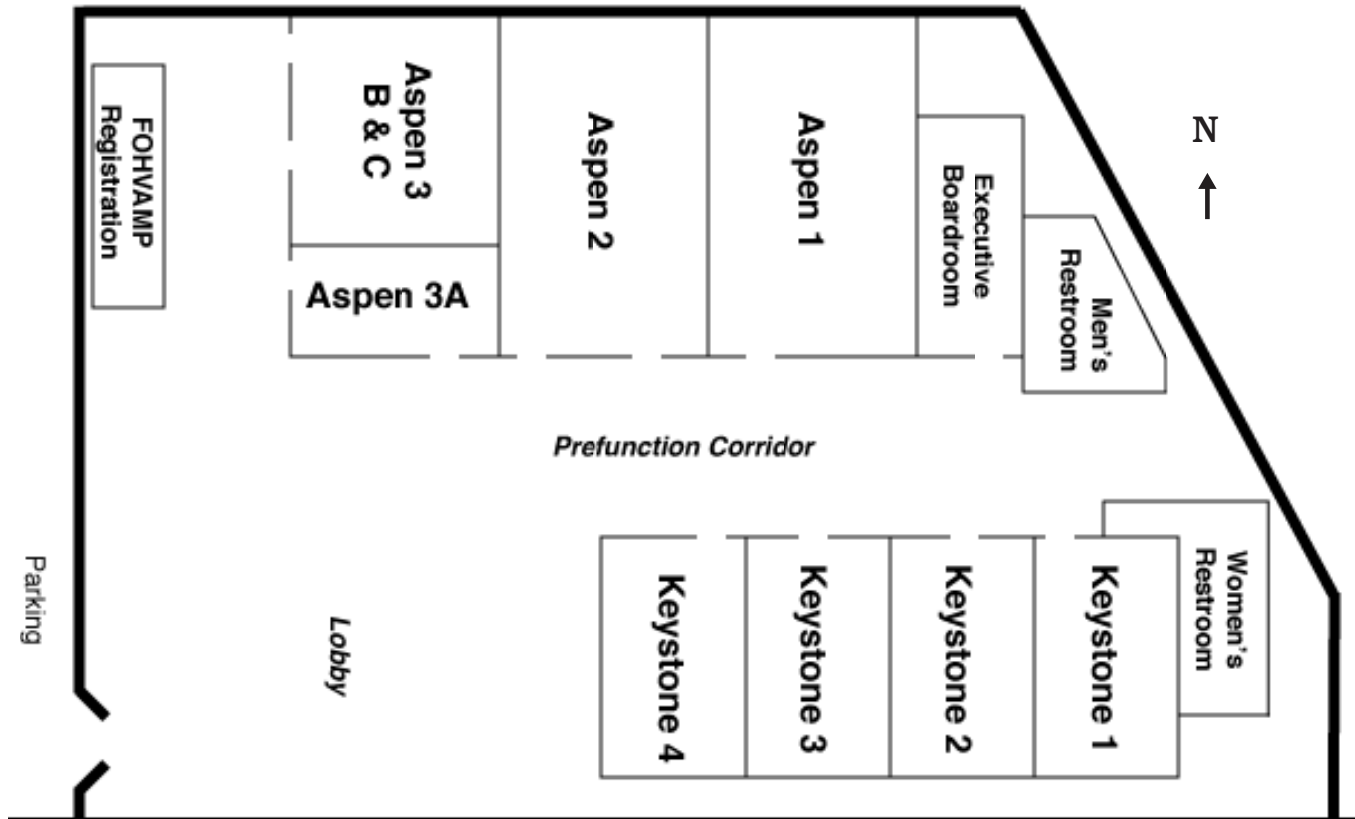 FOHVAMP
Registration
Aspen 3
B & C
Aspen 3A
Aspen 2
Aspen 1
Executive
Boardroom
Men's
Restroom
N
Prefunction Corridor
Parking
Lobby
Keystone 4
Keystone 3
Keystone 2
Keystone 1
Women's
Restroom